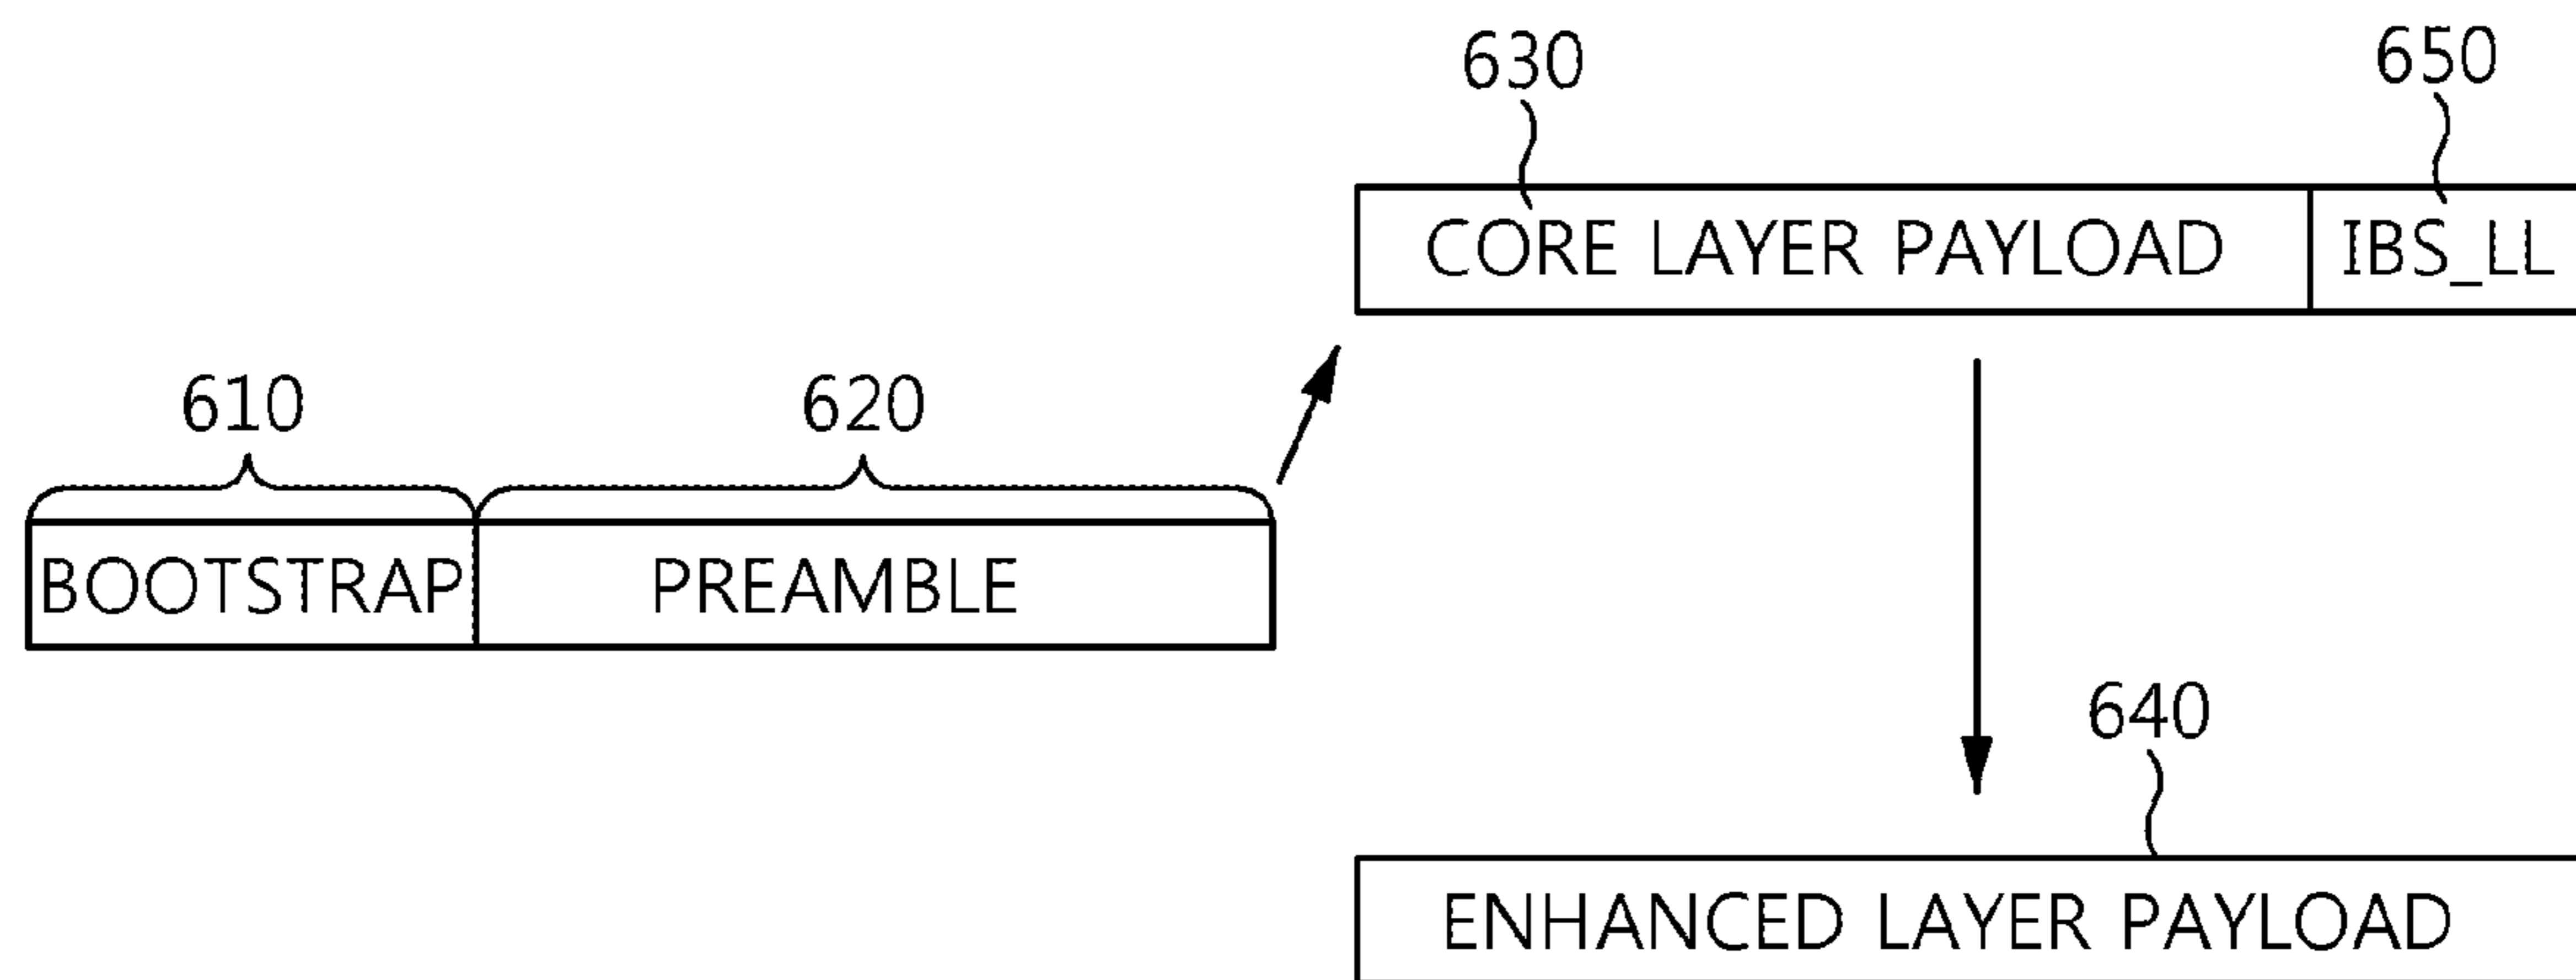 630 650
CORE LAYER PAYLOAD IBS_LL
610 620
BOOTSTRAP PREAMBLE
640
ENHANCED LAYER PAYLOAD